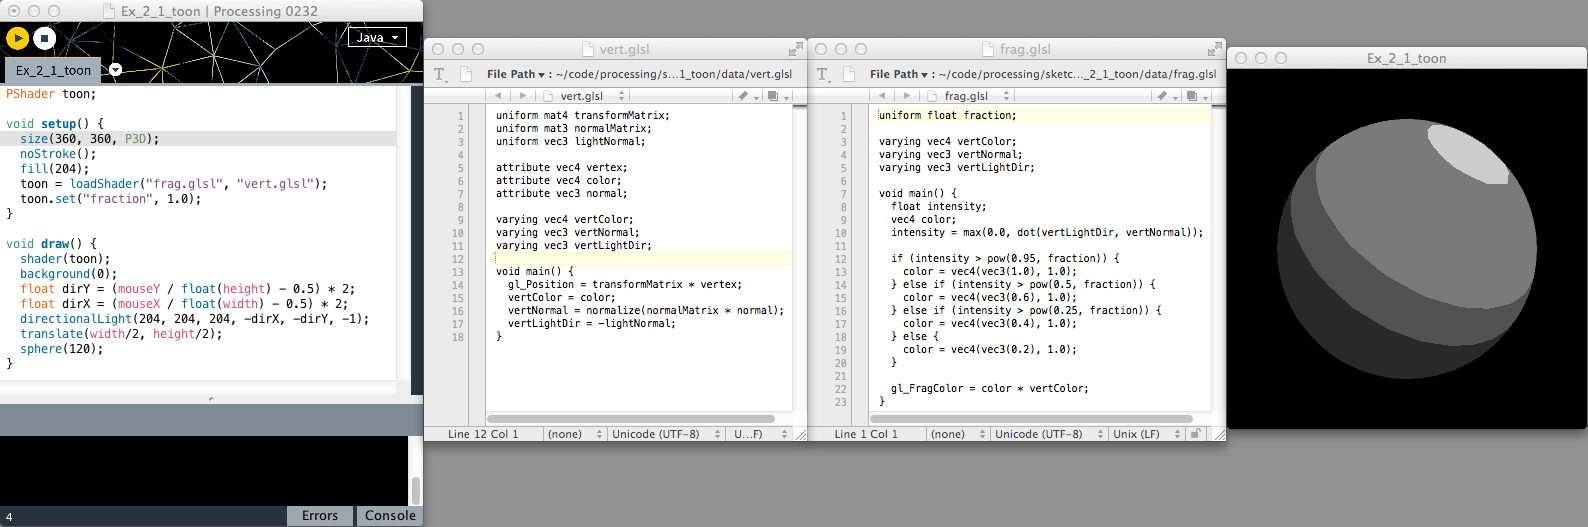 Ex_2_1_toon | Processing 0232
Java
Ex_2_1_toon
PShader toon;
void setup() {
size(360, 360, P3D);
noStroke();
fill(204);
toon = loadShader("frag.glsl", "vert.glsl");
toon.set("fraction", 1.0);
}
void draw() {
shader(toon);
background(0);
float dirY = (mouseY / float(height) - 0.5) * 2;
float dirX = (mouseX / float(width) - 0.5) * 2;
directionalLight(204, 204, 204, -dirX, -dirY, -1);
translate(width/2, height/2);
sphere(120);
}
4
Errors
Console
vert.glsl
T
File Path : ~/code/processing/s...1_toon/data/vert.glsl
vert.glsl
1 uniform mat4 transformMatrix;
2 uniform mat3 normalMatrix;
3 uniform vec3 lightNormal;
4
5 attribute vec4 vertex;
6 attribute vec4 color;
7 attribute vec3 normal;
8
9 varying vec4 vertColor;
10 varying vec3 vertNormal;
11 varying vec3 vertLightDir;
12
13 void main() {
14 gl_Position = transformMatrix * vertex;
15 vertColor = color;
16 vertNormal = normalize(normalMatrix * normal);
17 vertLightDir = -lightNormal;
18 }
Line 12 Col 1
(none)
Unicode (UTF-8)
U...F)
frag.glsl
T
File Path : ~/code/processing/sketc..._2_1_toon/data/frag.glsl
frag.glsl
1 uniform float fraction;
2
3 varying vec4 vertColor;
4 varying vec3 vertNormal;
5 varying vec3 vertLightDir;
6
7 void main() {
8 float intensity;
9 vec4 color;
10 intensity = max(0.0, dot(vertLightDir, vertNormal));
11
12 if (intensity > pow(0.95, fraction)) {
13 color = vec4(vec3(1.0), 1.0);
14 } else if (intensity > pow(0.5, fraction)) {
15 color = vec4(vec3(0.6), 1.0);
16 } else if (intensity > pow(0.25, fraction)) {
17 color = vec4(vec3(0.4), 1.0);
18 } else {
19 color = vec4(vec3(0.2), 1.0);
20 }
21
22 gl_FragColor = color * vertColor;
23 }
Line 1 Col 1
(none)
Unicode (UTF-8)
Unix (LF)
Ex_2_1_toon